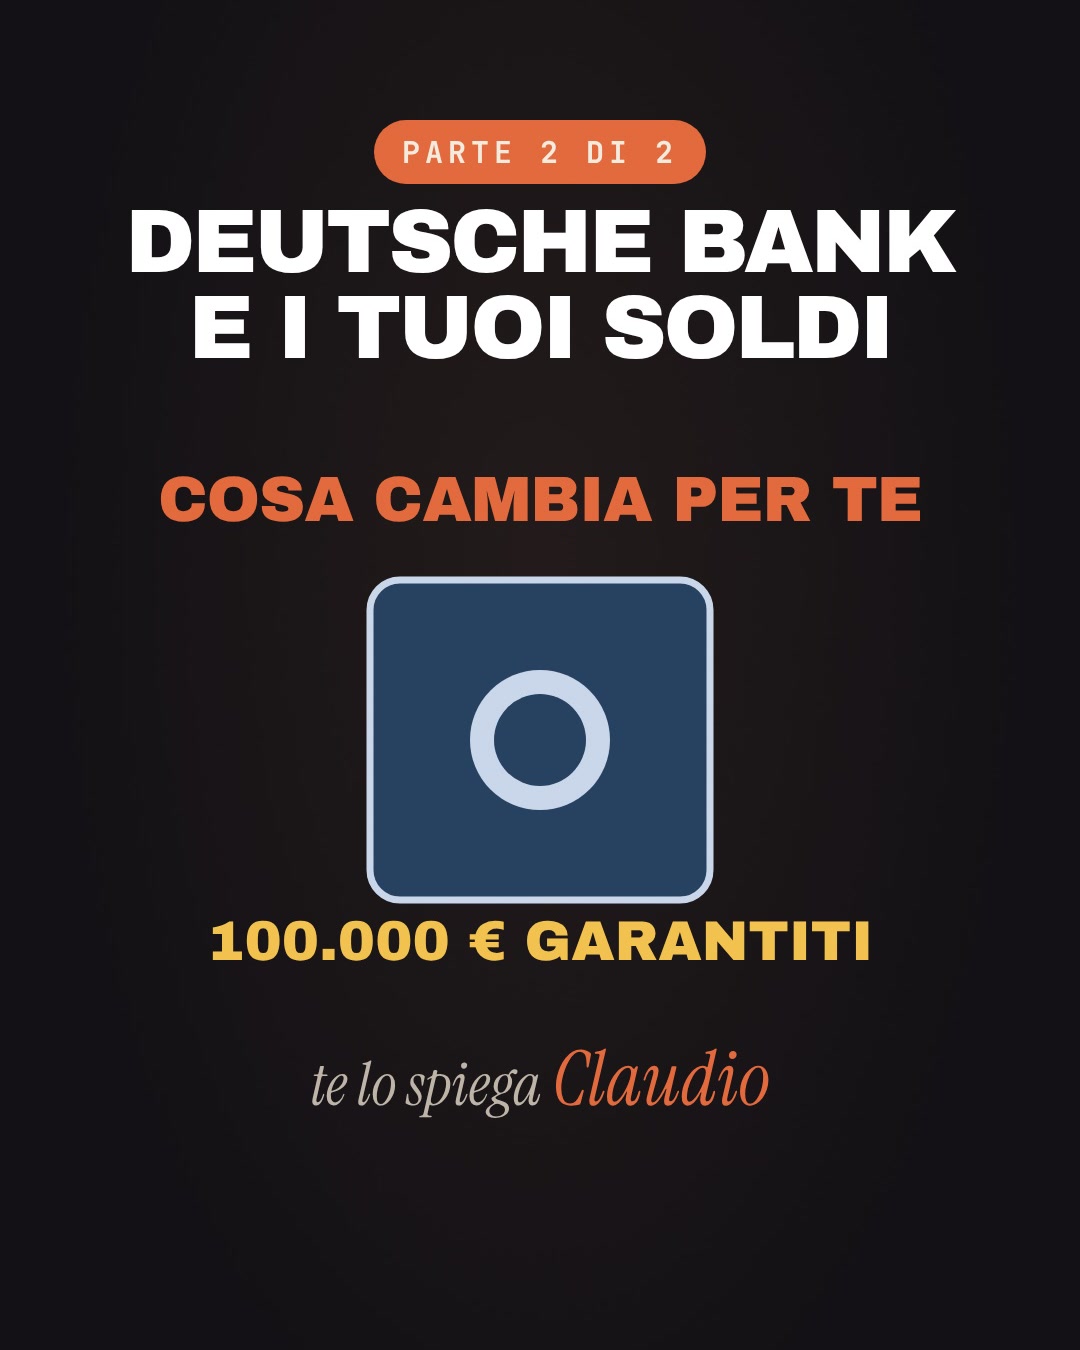 PARTE 2 DI 2
DEUTSCHE BANK
E I TUOI SOLDI
COSA CAMBIA PER TE
100.000 € GARANTITI
te lo spiega Claudio